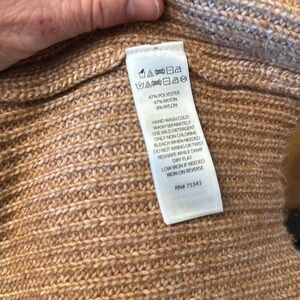 47% POLYESTER
47% RAYON
6% NYLON
HAND WASH COLD
WASH SEPARATELY
USE MILD DETERGENT
ONLY NON CHLORINE
BLEACH WHEN NEEDED
DO NOT WRING OR TWIST
RESHAPE WHILE DAMP
DRY FLAT
LOW IRON IF NEEDED
IRON ON REVERSE
RN# 75343